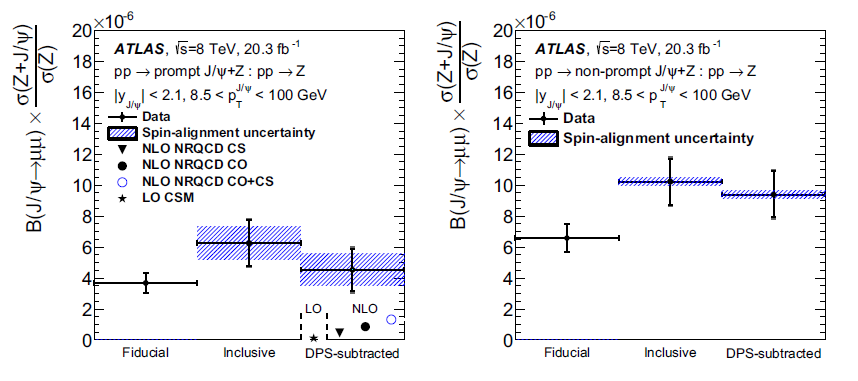 ×10⁻⁶
B(J/ψ→μμ) × σ(Z+J/ψ)/σ(Z)
20
18
16
14
12
10
8
6
4
2
0
ATLAS, √s=8 TeV, 20.3 fb⁻¹
pp → prompt J/ψ+Z : pp → Z
|y_J/ψ| < 2.1, 8.5 < p_T^J/ψ < 100 GeV
Data
Spin-alignment uncertainty
NLO NRQCD CS
NLO NRQCD CO
NLO NRQCD CO+CS
LO CSM
LO
NLO
Fiducial
Inclusive
DPS-subtracted
×10⁻⁶
B(J/ψ→μμ) × σ(Z+J/ψ)/σ(Z)
20
18
16
14
12
10
8
6
4
2
0
ATLAS, √s=8 TeV, 20.3 fb⁻¹
pp → non-prompt J/ψ+Z : pp → Z
|y_J/ψ| < 2.1, 8.5 < p_T^J/ψ < 100 GeV
Data
Spin-alignment uncertainty
Fiducial
Inclusive
DPS-subtracted